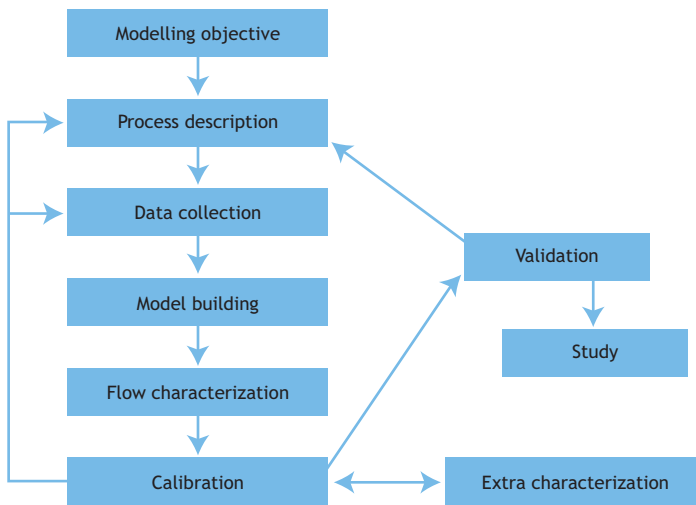 Modelling objective
Process description
Data collection
Validation
Model building
Study
Flow characterization
Calibration
Extra characterization